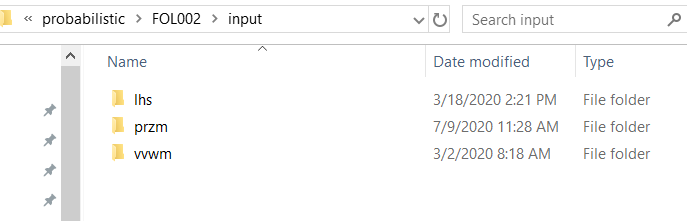 « probabilistic > FOL002 > input
Search input
Name Date modified Type
lhs 3/18/2020 2:21 PM File folder
przm 7/9/2020 11:28 AM File folder
vvwm 3/2/2020 8:18 AM File folder